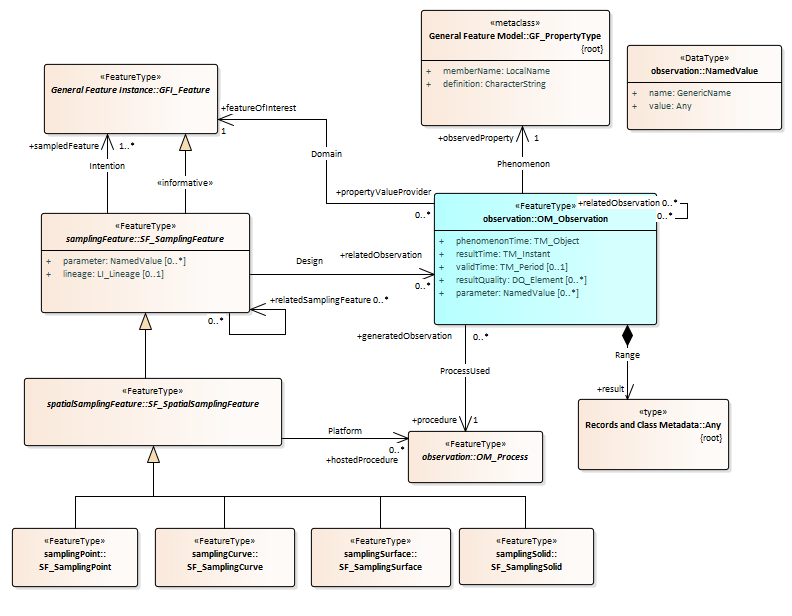 «metaclass»
General Feature Model::GF_PropertyType
{root}
+ memberName: LocalName
+ definition: CharacterString
«DataType»
observation::NamedValue
+ name: GenericName
+ value: Any
«FeatureType»
General Feature Instance::GFI_Feature
+featureOfInterest
1
+sampledFeature
1..*
Intention
«informative»
Domain
+observedProperty
1
Phenomenon
+propertyValueProvider
0..*
«FeatureType»
observation::OM_Observation
+ phenomenonTime: TM_Object
+ resultTime: TM_Instant
+ validTime: TM_Period [0..1]
+ resultQuality: DQ_Element [0..*]
+ parameter: NamedValue [0..*]
+relatedObservation 0..*
0..*
«FeatureType»
samplingFeature::SF_SamplingFeature
+ parameter: NamedValue [0..*]
+ lineage: LI_Lineage [0..1]
Design
+relatedObservation
0..*
+relatedSamplingFeature 0..*
0..*
+generatedObservation
0..*
ProcessUsed
+procedure
1
Range
+result
«FeatureType»
spatialSamplingFeature::SF_SpatialSamplingFeature
Platform
0..*
+hostedProcedure
«FeatureType»
observation::OM_Process
«type»
Records and Class Metadata::Any
{root}
«FeatureType»
samplingPoint::
SF_SamplingPoint
«FeatureType»
samplingCurve::
SF_SamplingCurve
«FeatureType»
samplingSurface::
SF_SamplingSurface
«FeatureType»
samplingSolid::
SF_SamplingSolid